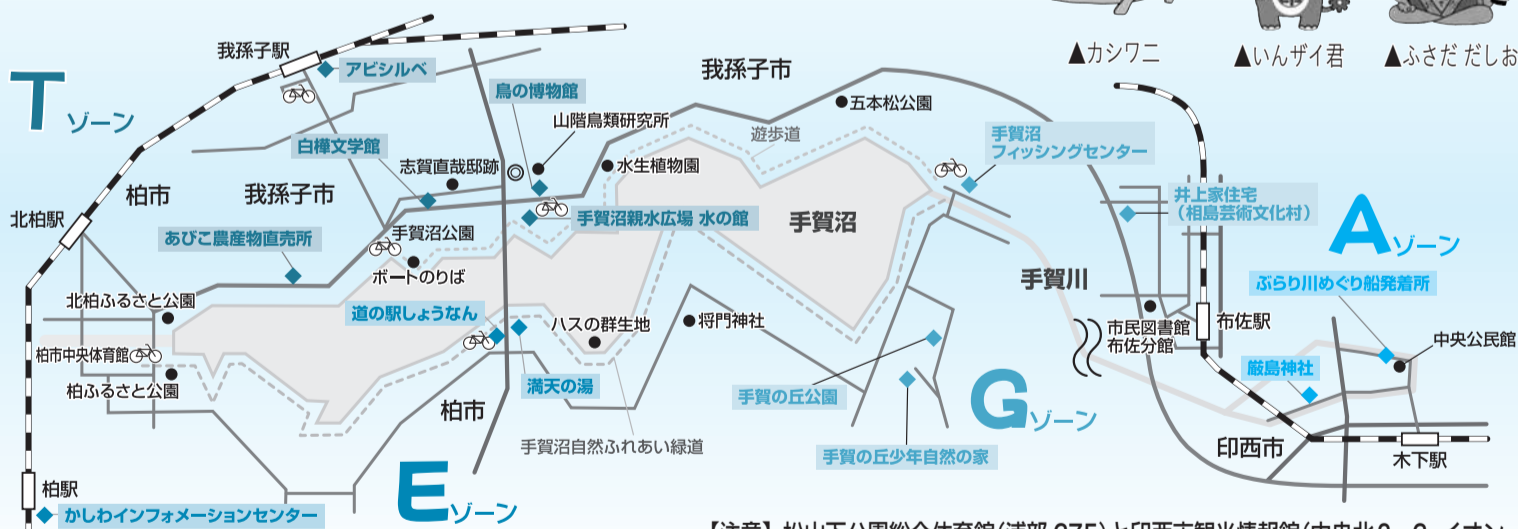 ▲カシワニ
▲いんザイ君
▲ふさだ だしお
我孫子駅
アビシルベ
Tゾーン
鳥の博物館
山階鳥類研究所
我孫子市
五本松公園
遊歩道
手賀沼
フィッシングセンター
白樺文学館
志賀直哉邸跡
水生植物園
柏市
我孫子市
北柏駅
あびこ農産物直売所
手賀沼公園
ボートのりば
手賀沼親水広場 水の館
手賀沼
井上家住宅
(相島芸術文化村)
Aゾーン
手賀川
ぶらり川めぐり船発着所
北柏ふるさと公園
道の駅しょうなん
ハスの群生地
将門神社
市民図書館
布佐分館
布佐駅
中央公民館
柏市中央体育館
柏ふるさと公園
満天の湯
手賀の丘公園
厳島神社
柏市
Gゾーン
手賀沼自然ふれあい緑道
手賀の丘少年自然の家
印西市
木下駅
Eゾーン
柏駅
かしわインフォメーションセンター